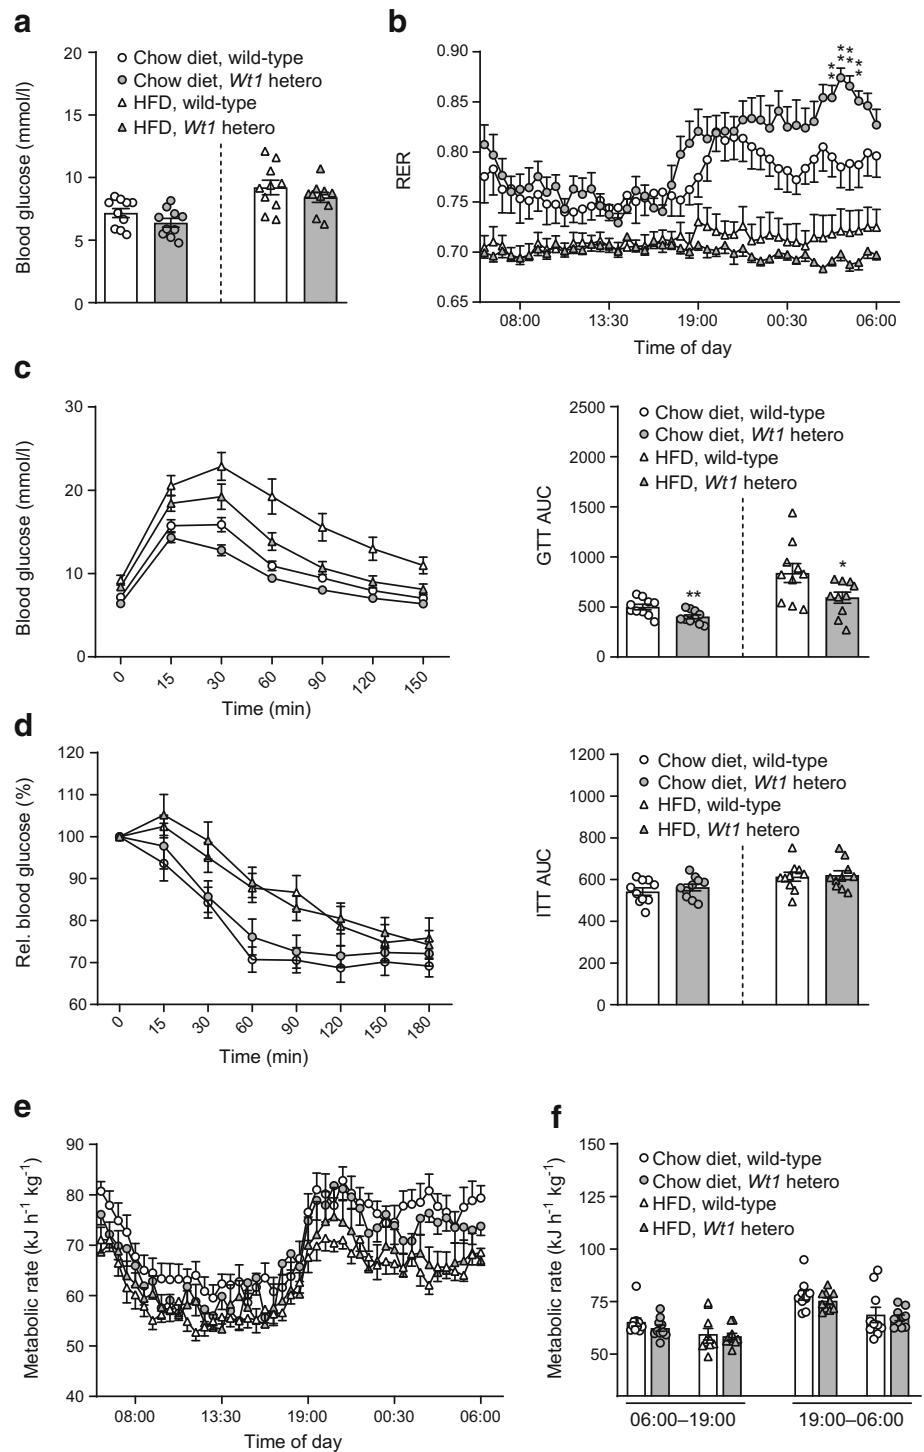 a
Blood glucose (mmol/l)
20
15
10
5
0
Chow diet, wild-type
Chow diet, Wt1 hetero
HFD, wild-type
HFD, Wt1 hetero
b
RER
0.90
0.85
0.80
0.75
0.70
0.65
**
**
**
**
08:00 13:30 19:00 00:30 06:00
Time of day
c
Blood glucose (mmol/l)
30
20
10
0
0 15 30 60 90 120 150
Time (min)
GTT AUC
2500
2000
1500
1000
500
0
Chow diet, wild-type
Chow diet, Wt1 hetero
HFD, wild-type
HFD, Wt1 hetero
**
*
d
Rel. blood glucose (%)
120
110
100
90
80
70
60
0 15 30 60 90 120 150 180
Time (min)
ITT AUC
1200
1000
800
600
400
200
0
Chow diet, wild-type
Chow diet, Wt1 hetero
HFD, wild-type
HFD, Wt1 hetero
e
Metabolic rate (kJ h⁻¹ kg⁻¹)
90
80
70
60
50
40
08:00 13:30 19:00 00:30 06:00
Time of day
f
Metabolic rate (kJ h⁻¹ kg⁻¹)
150
125
100
75
50
Chow diet, wild-type
Chow diet, Wt1 hetero
HFD, wild-type
HFD, Wt1 hetero
06:00–19:00 19:00–06:00